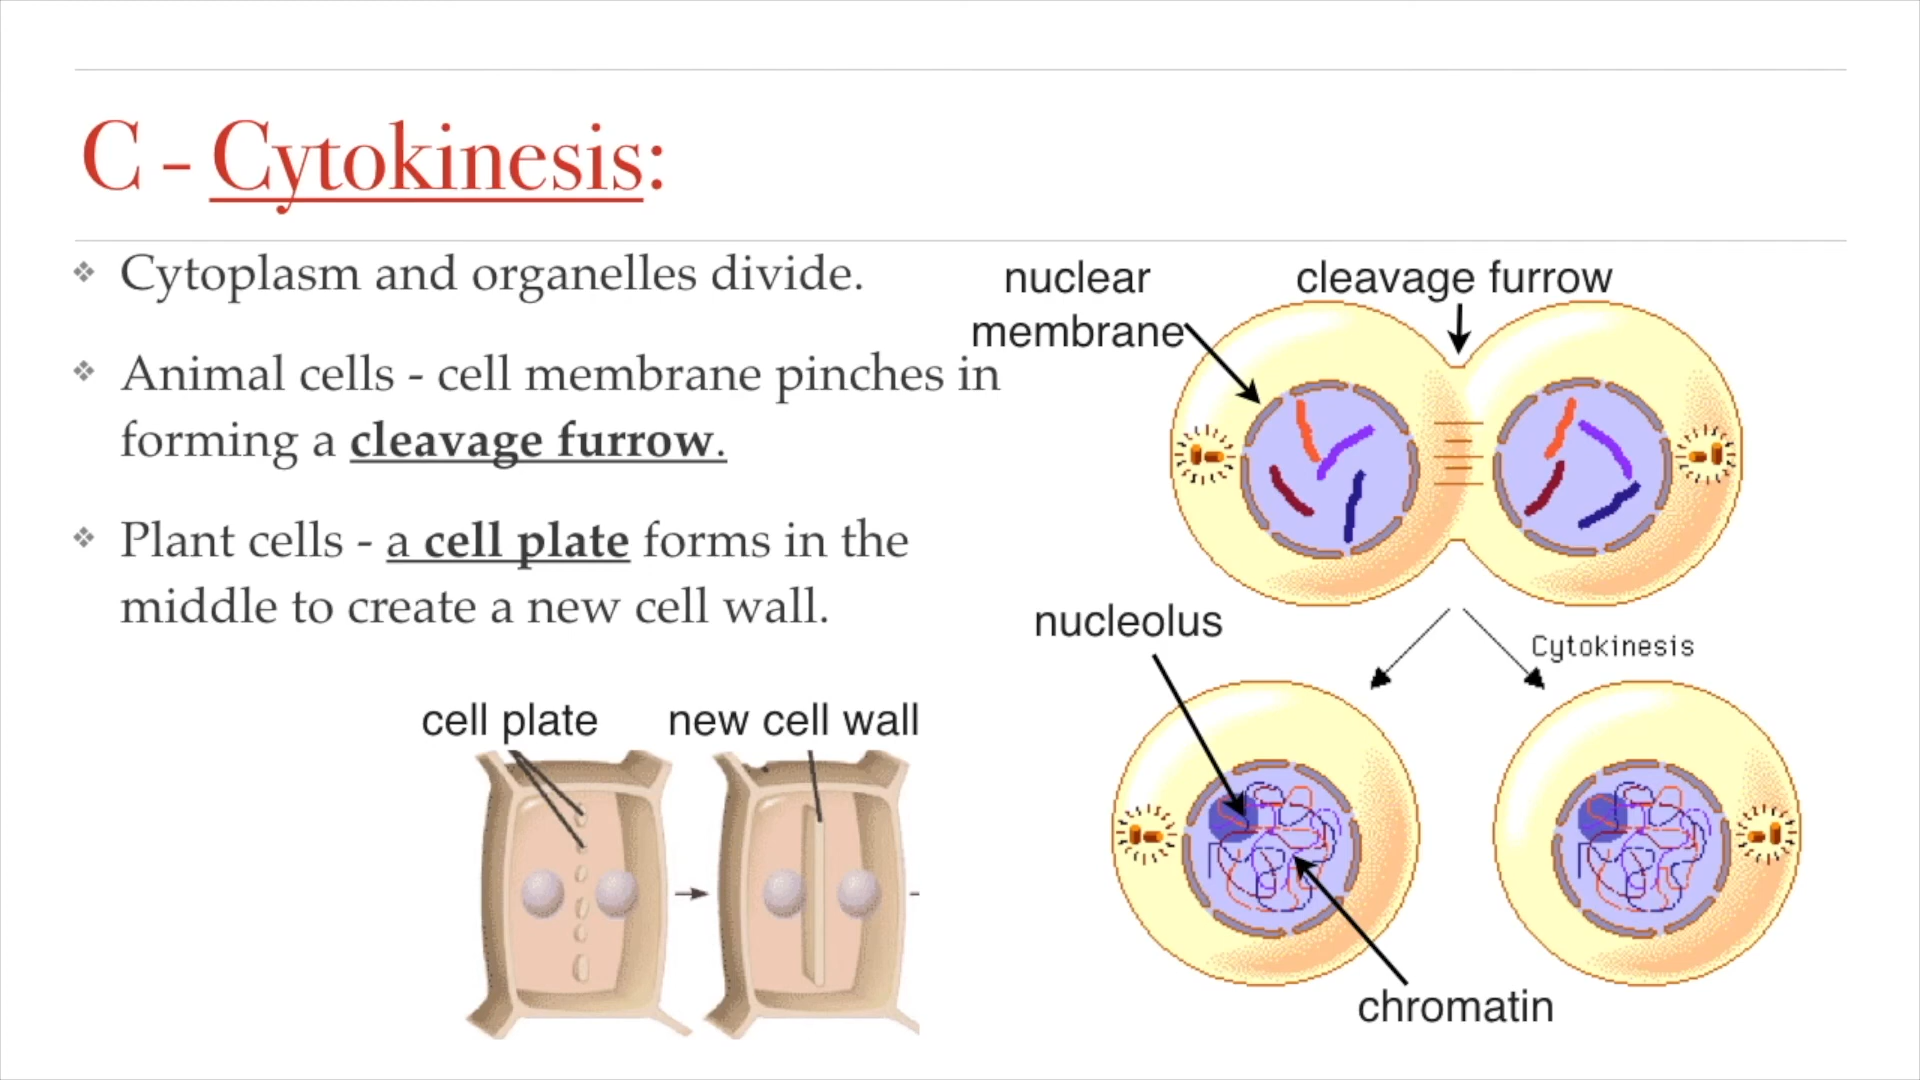 C - Cytokinesis:
Cytoplasm and organelles divide.
Animal cells - cell membrane pinches in
forming a cleavage furrow.
Plant cells - a cell plate forms in the
middle to create a new cell wall.
cell plate
new cell wall
nuclear
membrane
cleavage furrow
nucleolus
Cytokinesis
chromatin